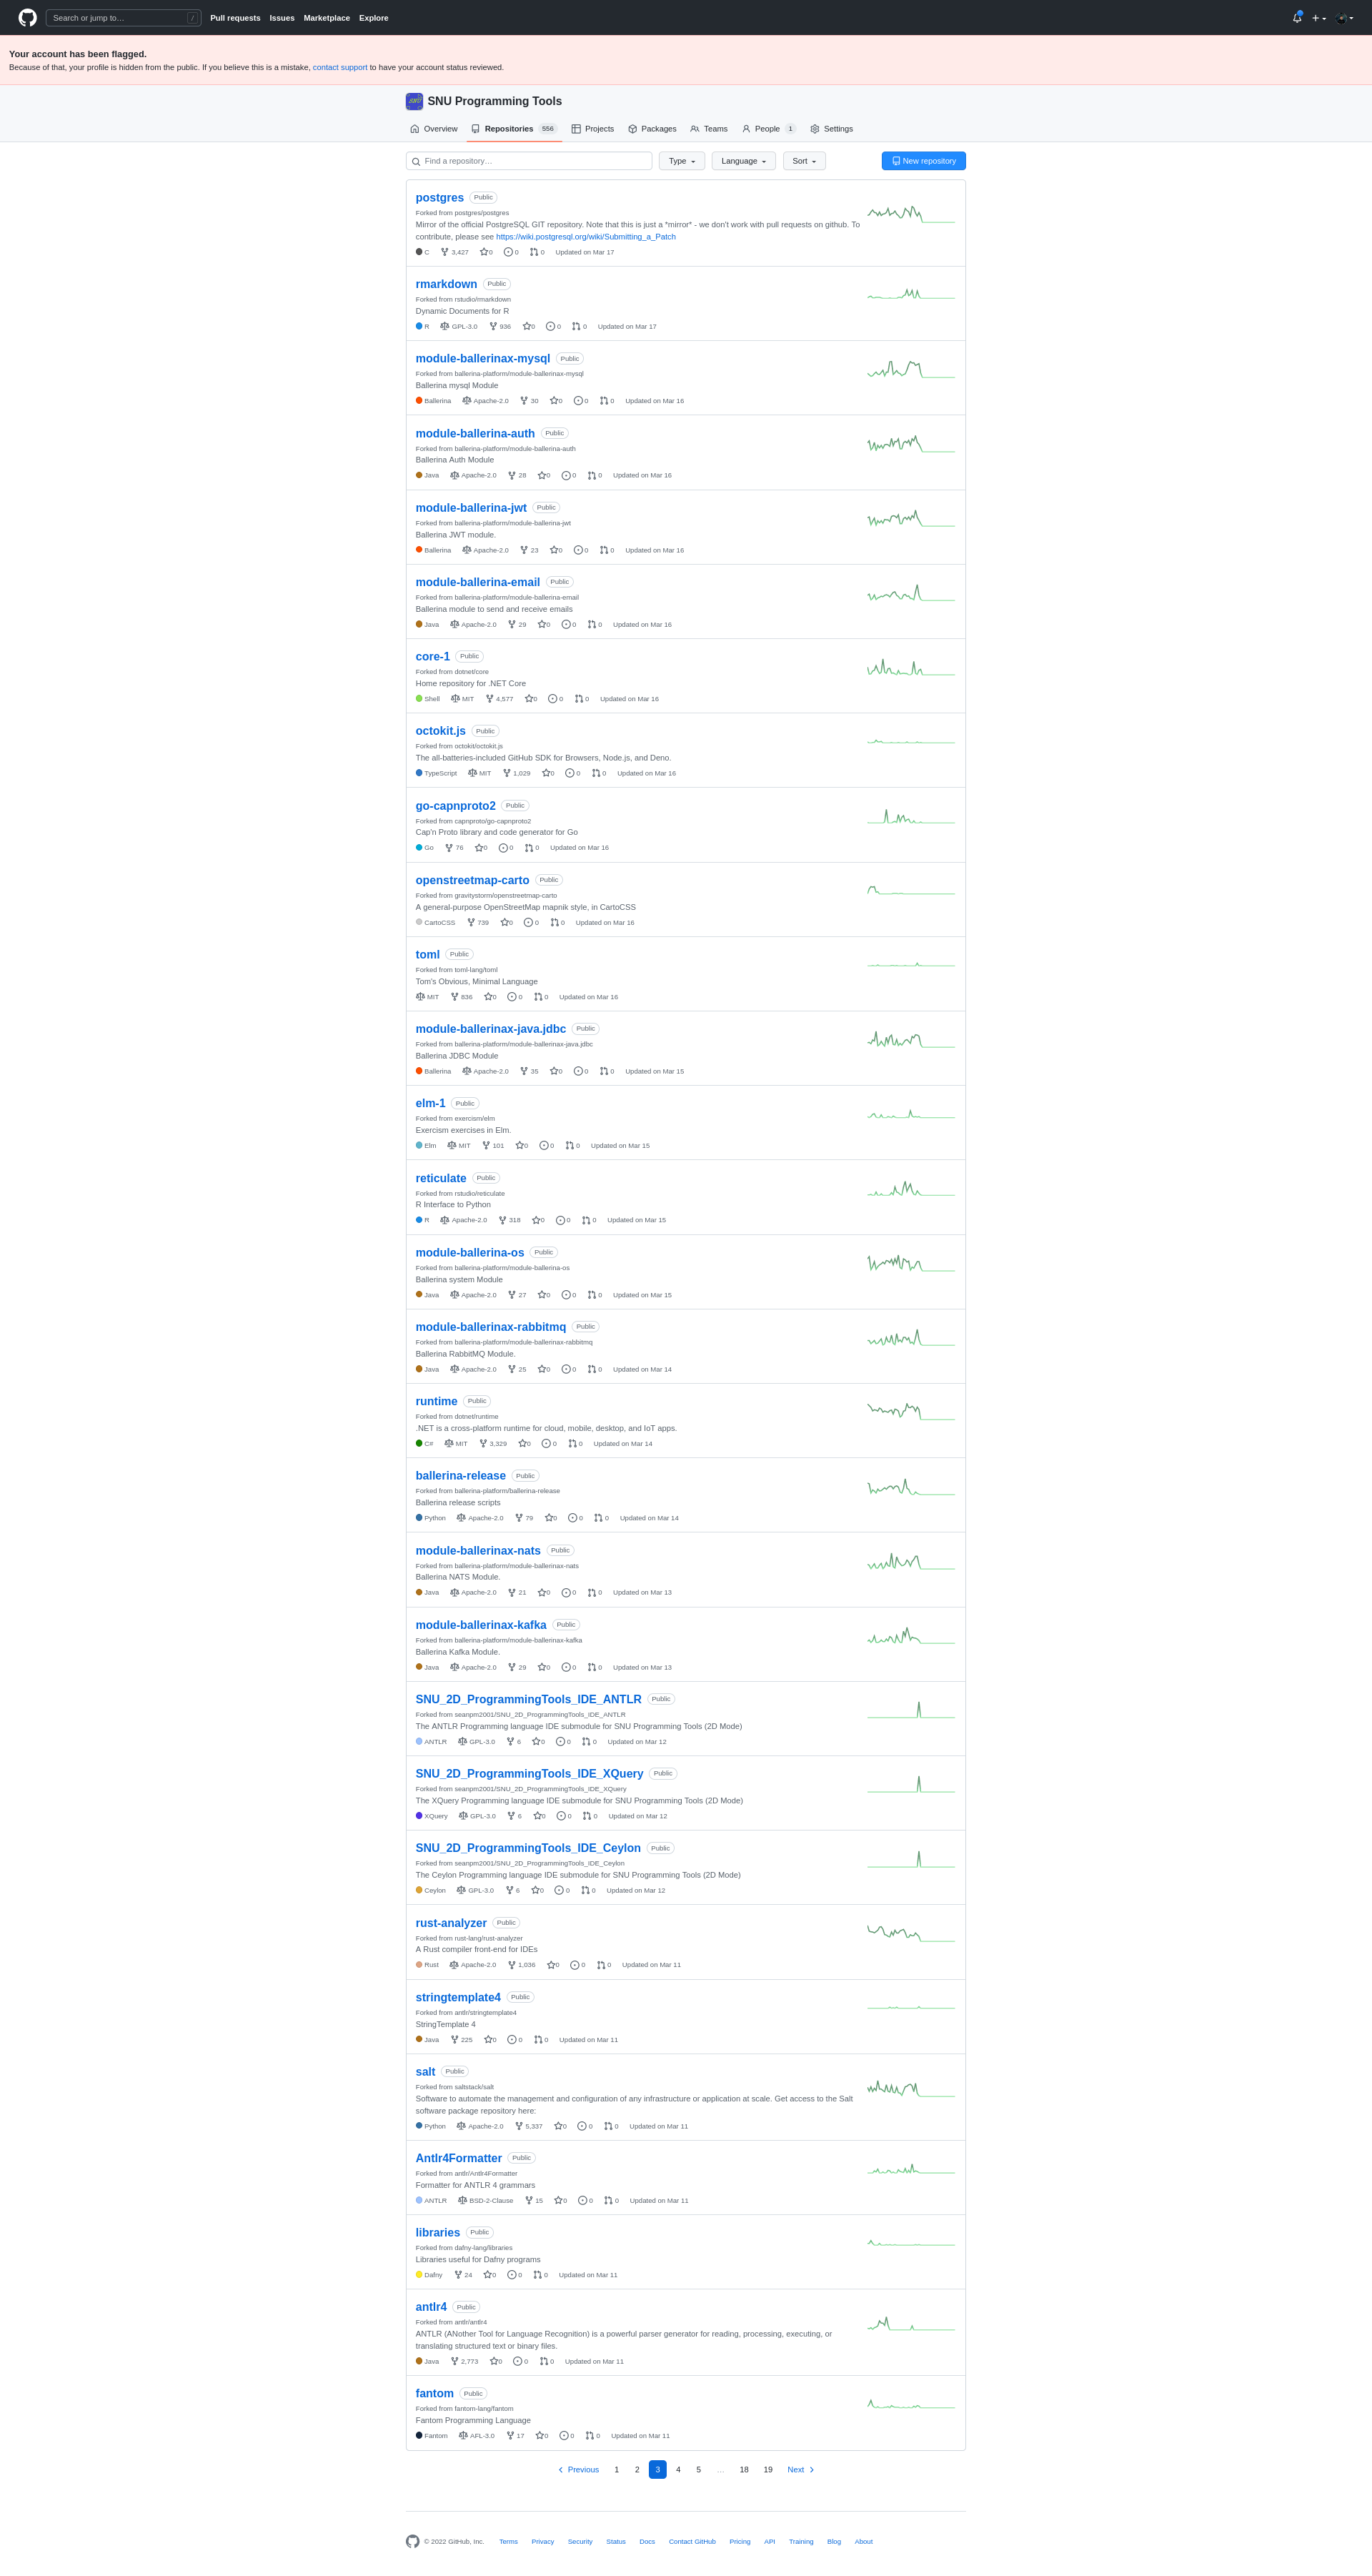 Search or jump to… /
Pull requests Issues Marketplace Explore
Your account has been flagged.
Because of that, your profile is hidden from the public. If you believe this is a mistake, contact support to have your account status reviewed.
SNU Programming Tools
Overview Repositories 556 Projects Packages Teams People 1 Settings
Find a repository… Type Language Sort New repository
postgres Public
Forked from postgres/postgres
Mirror of the official PostgreSQL GIT repository. Note that this is just a *mirror* - we don't work with pull requests on github. To
contribute, please see https://wiki.postgresql.org/wiki/Submitting_a_Patch
C 3,427 0 0 0 Updated on Mar 17
rmarkdown Public
Forked from rstudio/rmarkdown
Dynamic Documents for R
R GPL-3.0 936 0 0 0 Updated on Mar 17
module-ballerinax-mysql Public
Forked from ballerina-platform/module-ballerinax-mysql
Ballerina mysql Module
Ballerina Apache-2.0 30 0 0 0 Updated on Mar 16
module-ballerina-auth Public
Forked from ballerina-platform/module-ballerina-auth
Ballerina Auth Module
Java Apache-2.0 28 0 0 0 Updated on Mar 16
module-ballerina-jwt Public
Forked from ballerina-platform/module-ballerina-jwt
Ballerina JWT module.
Ballerina Apache-2.0 23 0 0 0 Updated on Mar 16
module-ballerina-email Public
Forked from ballerina-platform/module-ballerina-email
Ballerina module to send and receive emails
Java Apache-2.0 29 0 0 0 Updated on Mar 16
core-1 Public
Forked from dotnet/core
Home repository for .NET Core
Shell MIT 4,577 0 0 0 Updated on Mar 16
octokit.js Public
Forked from octokit/octokit.js
The all-batteries-included GitHub SDK for Browsers, Node.js, and Deno.
TypeScript MIT 1,029 0 0 0 Updated on Mar 16
go-capnproto2 Public
Forked from capnproto/go-capnproto2
Cap'n Proto library and code generator for Go
Go 76 0 0 0 Updated on Mar 16
openstreetmap-carto Public
Forked from gravitystorm/openstreetmap-carto
A general-purpose OpenStreetMap mapnik style, in CartoCSS
CartoCSS 739 0 0 0 Updated on Mar 16
toml Public
Forked from toml-lang/toml
Tom's Obvious, Minimal Language
MIT 836 0 0 0 Updated on Mar 16
module-ballerinax-java.jdbc Public
Forked from ballerina-platform/module-ballerinax-java.jdbc
Ballerina JDBC Module
Ballerina Apache-2.0 35 0 0 0 Updated on Mar 15
elm-1 Public
Forked from exercism/elm
Exercism exercises in Elm.
Elm MIT 101 0 0 0 Updated on Mar 15
reticulate Public
Forked from rstudio/reticulate
R Interface to Python
R Apache-2.0 318 0 0 0 Updated on Mar 15
module-ballerina-os Public
Forked from ballerina-platform/module-ballerina-os
Ballerina system Module
Java Apache-2.0 27 0 0 0 Updated on Mar 15
module-ballerinax-rabbitmq Public
Forked from ballerina-platform/module-ballerinax-rabbitmq
Ballerina RabbitMQ Module.
Java Apache-2.0 25 0 0 0 Updated on Mar 14
runtime Public
Forked from dotnet/runtime
.NET is a cross-platform runtime for cloud, mobile, desktop, and IoT apps.
C# MIT 3,329 0 0 0 Updated on Mar 14
ballerina-release Public
Forked from ballerina-platform/ballerina-release
Ballerina release scripts
Python Apache-2.0 79 0 0 0 Updated on Mar 14
module-ballerinax-nats Public
Forked from ballerina-platform/module-ballerinax-nats
Ballerina NATS Module.
Java Apache-2.0 21 0 0 0 Updated on Mar 13
module-ballerinax-kafka Public
Forked from ballerina-platform/module-ballerinax-kafka
Ballerina Kafka Module.
Java Apache-2.0 29 0 0 0 Updated on Mar 13
SNU_2D_ProgrammingTools_IDE_ANTLR Public
Forked from seanpm2001/SNU_2D_ProgrammingTools_IDE_ANTLR
The ANTLR Programming language IDE submodule for SNU Programming Tools (2D Mode)
ANTLR GPL-3.0 6 0 0 0 Updated on Mar 12
SNU_2D_ProgrammingTools_IDE_XQuery Public
Forked from seanpm2001/SNU_2D_ProgrammingTools_IDE_XQuery
The XQuery Programming language IDE submodule for SNU Programming Tools (2D Mode)
XQuery GPL-3.0 6 0 0 0 Updated on Mar 12
SNU_2D_ProgrammingTools_IDE_Ceylon Public
Forked from seanpm2001/SNU_2D_ProgrammingTools_IDE_Ceylon
The Ceylon Programming language IDE submodule for SNU Programming Tools (2D Mode)
Ceylon GPL-3.0 6 0 0 0 Updated on Mar 12
rust-analyzer Public
Forked from rust-lang/rust-analyzer
A Rust compiler front-end for IDEs
Rust Apache-2.0 1,036 0 0 0 Updated on Mar 11
stringtemplate4 Public
Forked from antlr/stringtemplate4
StringTemplate 4
Java 225 0 0 0 Updated on Mar 11
salt Public
Forked from saltstack/salt
Software to automate the management and configuration of any infrastructure or application at scale. Get access to the Salt
software package repository here:
Python Apache-2.0 5,337 0 0 0 Updated on Mar 11
Antlr4Formatter Public
Forked from antlr/Antlr4Formatter
Formatter for ANTLR 4 grammars
ANTLR BSD-2-Clause 15 0 0 0 Updated on Mar 11
libraries Public
Forked from dafny-lang/libraries
Libraries useful for Dafny programs
Dafny 24 0 0 0 Updated on Mar 11
antlr4 Public
Forked from antlr/antlr4
ANTLR (ANother Tool for Language Recognition) is a powerful parser generator for reading, processing, executing, or
translating structured text or binary files.
Java 2,773 0 0 0 Updated on Mar 11
fantom Public
Forked from fantom-lang/fantom
Fantom Programming Language
Fantom AFL-3.0 17 0 0 0 Updated on Mar 11
Previous 1 2 3 4 5 … 18 19 Next
© 2022 GitHub, Inc. Terms Privacy Security Status Docs Contact GitHub Pricing API Training Blog About